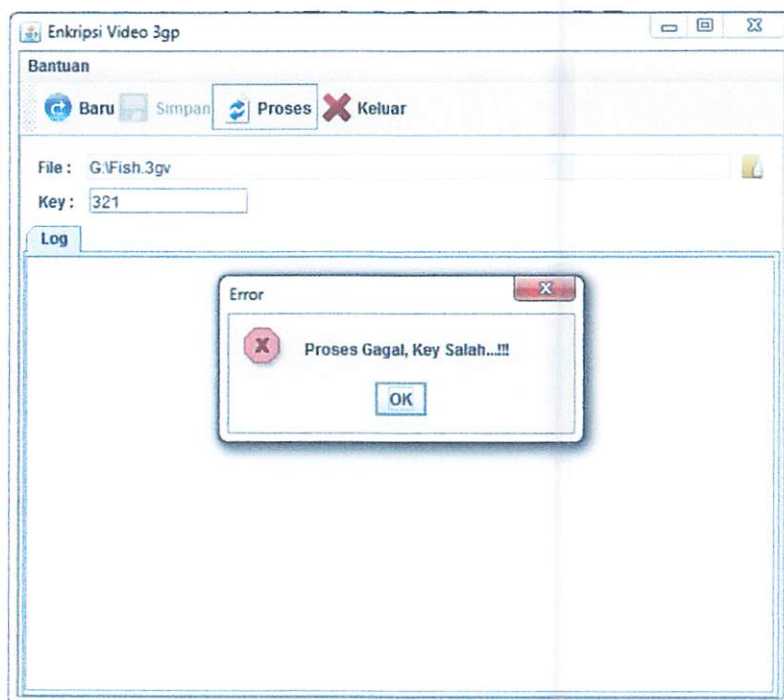 Enkripsi Video 3gp
Bantuan
Baru Simpan Proses Keluar
File : G:\Fish.3gv
Key : 321
Log
Error
Proses Gagal, Key Salah...!!!
OK